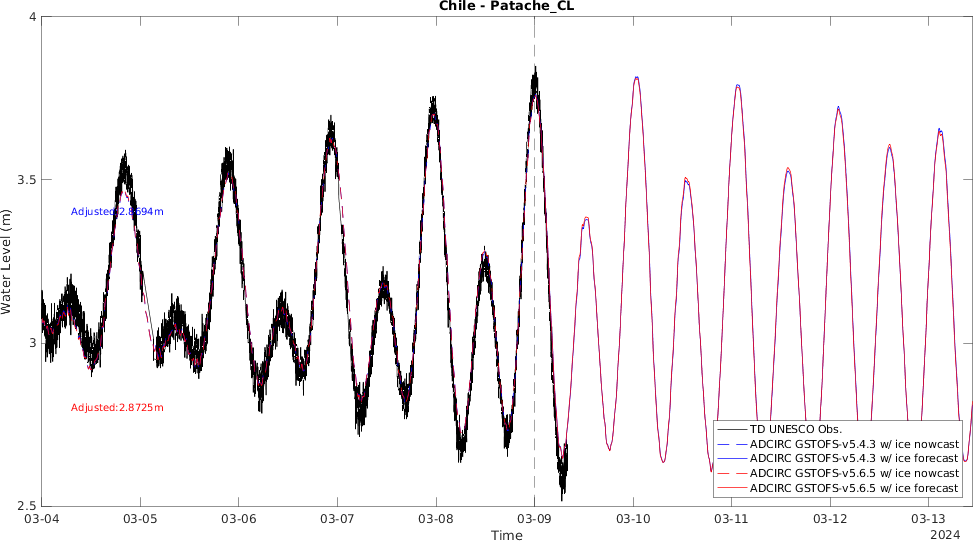 Chile - Patache_CL
4
3.5
3
2.5
Water Level (m)
Adjusted:2.8694m
Adjusted:2.8725m
TD UNESCO Obs.
ADCIRC GSTOFS-v5.4.3 w/ ice nowcast
ADCIRC GSTOFS-v5.4.3 w/ ice forecast
ADCIRC GSTOFS-v5.6.5 w/ ice nowcast
ADCIRC GSTOFS-v5.6.5 w/ ice forecast
03-04 03-05 03-06 03-07 03-08 03-09 03-10 03-11 03-12 03-13
Time
2024